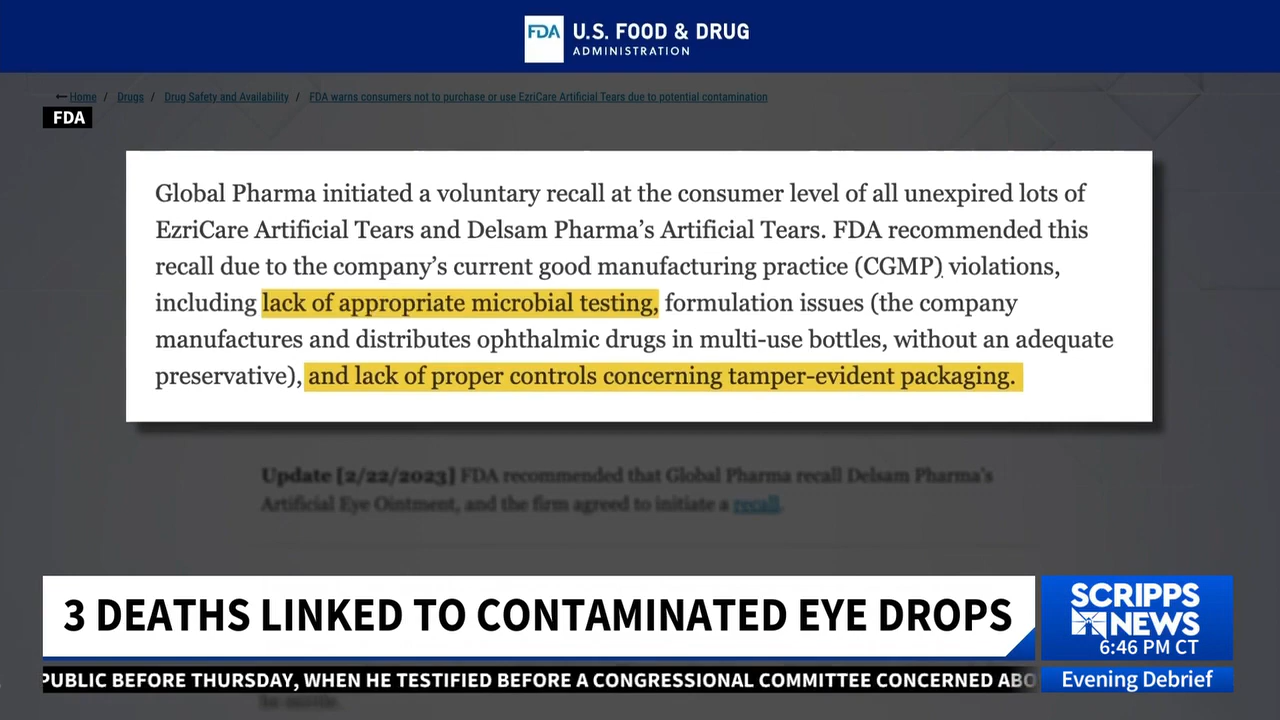 FDA U.S. FOOD & DRUG
ADMINISTRATION
←Home / Drugs / Drug Safety and Availability / FDA warns consumers not to purchase or use EzriCare Artificial Tears due to potential contamination
FDA
Global Pharma initiated a voluntary recall at the consumer level of all unexpired lots of
EzriCare Artificial Tears and Delsam Pharma’s Artificial Tears. FDA recommended this
recall due to the company’s current good manufacturing practice (CGMP) violations,
including lack of appropriate microbial testing, formulation issues (the company
manufactures and distributes ophthalmic drugs in multi-use bottles, without an adequate
preservative), and lack of proper controls concerning tamper-evident packaging.
Update [2/22/2023] FDA recommended that Global Pharma recall Delsam Pharma’s
Artificial Eye Ointment, and the firm agreed to initiate a recall.
3 DEATHS LINKED TO CONTAMINATED EYE DROPS
SCRIPPS
NEWS
6:46 PM CT
PUBLIC BEFORE THURSDAY, WHEN HE TESTIFIED BEFORE A CONGRESSIONAL COMMITTEE CONCERNED ABO
Evening Debrief